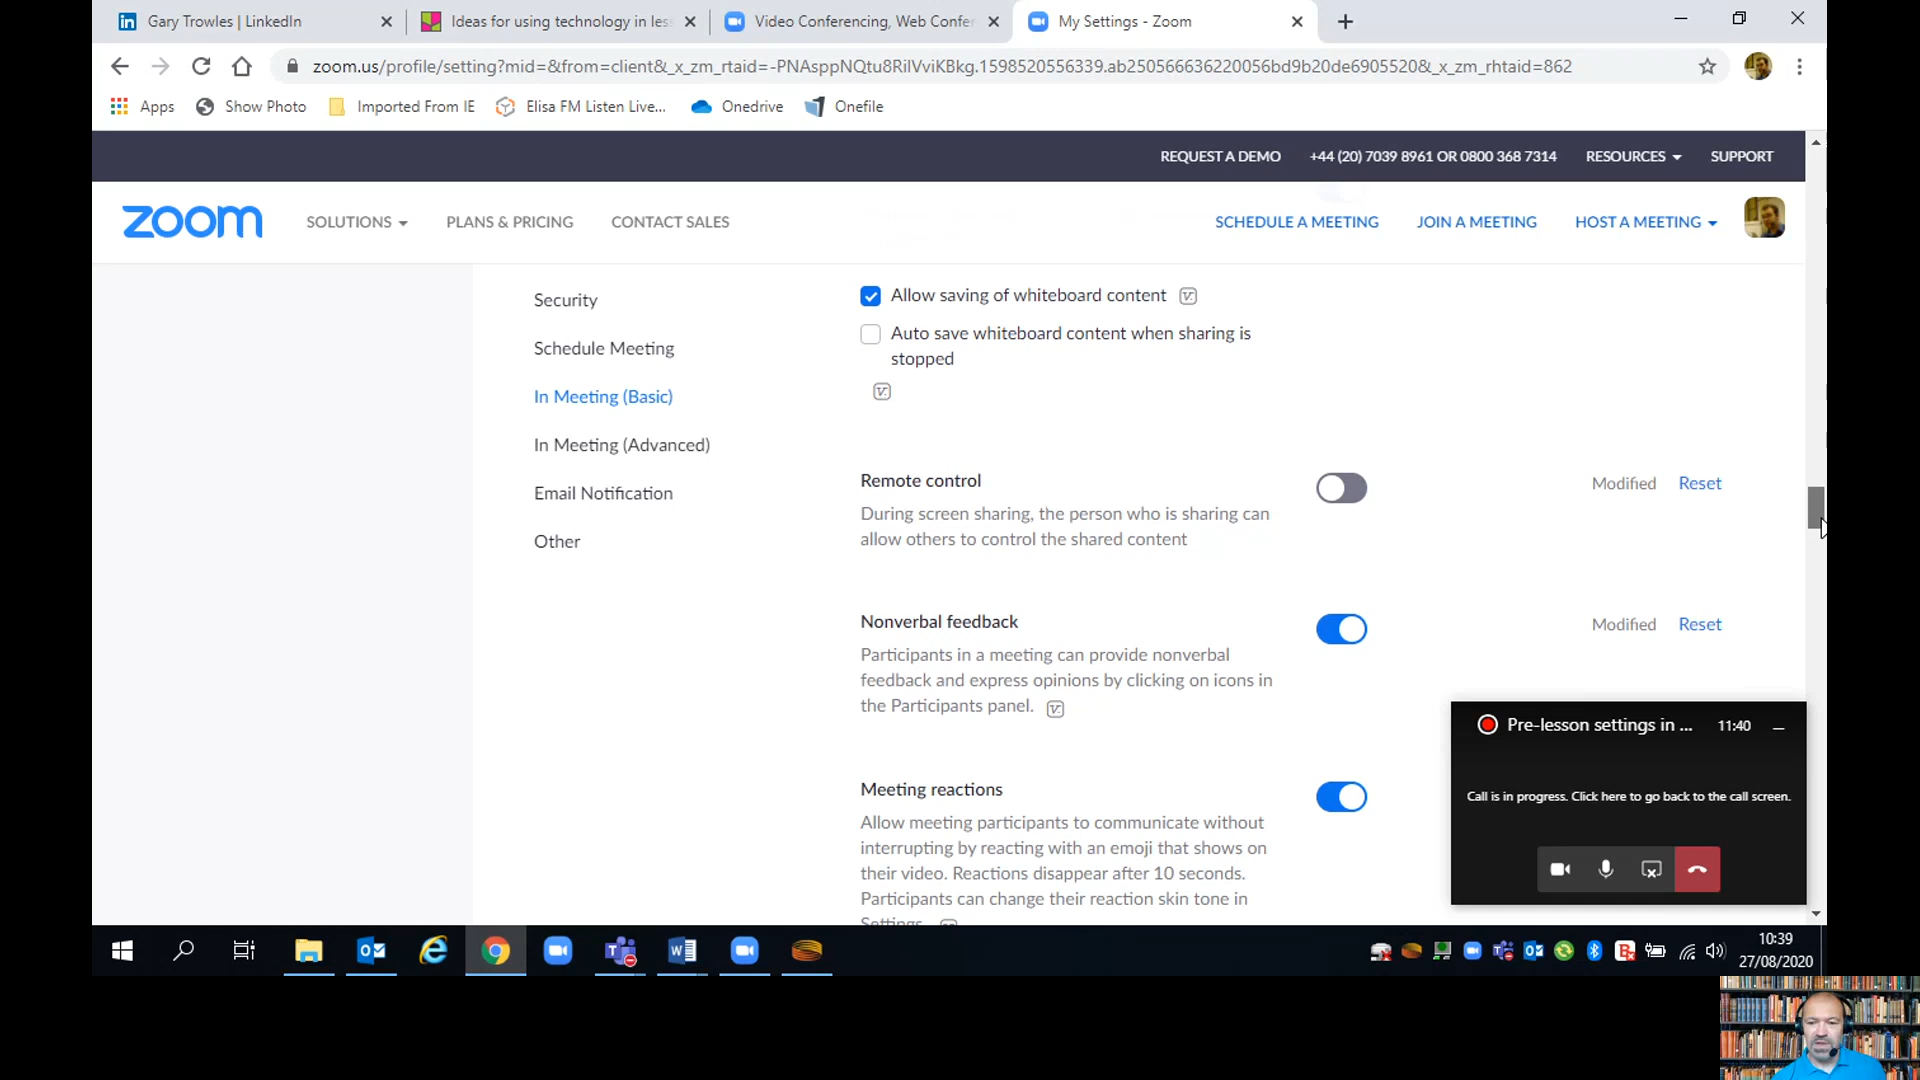 Gary Trowles | LinkedIn
Ideas for using technology in les
Video Conferencing, Web Confer
My Settings - Zoom
zoom.us/profile/setting?mid=&from=client&_x_zm_rtaid=-PNAsppNQtu8RilVviKBkg.1598520556339.ab250566636220056bd9b20de6905520&_x_zm_rhtaid=862
Apps
Show Photo
Imported From IE
Elisa FM Listen Live...
Onedrive
Onefile
REQUEST A DEMO
+44 (20) 7039 8961 OR 0800 368 7314
RESOURCES
SUPPORT
zoom
SOLUTIONS
PLANS & PRICING
CONTACT SALES
SCHEDULE A MEETING
JOIN A MEETING
HOST A MEETING
Security
Schedule Meeting
In Meeting (Basic)
In Meeting (Advanced)
Email Notification
Other
Allow saving of whiteboard content
Auto save whiteboard content when sharing is
stopped
Remote control
Modified Reset
During screen sharing, the person who is sharing can
allow others to control the shared content
Nonverbal feedback
Modified Reset
Participants in a meeting can provide nonverbal
feedback and express opinions by clicking on icons in
the Participants panel.
Meeting reactions
Allow meeting participants to communicate without
interrupting by reacting with an emoji that shows on
their video. Reactions disappear after 10 seconds.
Participants can change their reaction skin tone in
Settings.
Pre-lesson settings in ...
11:40
Call is in progress. Click here to go back to the call screen.
10:39
27/08/2020